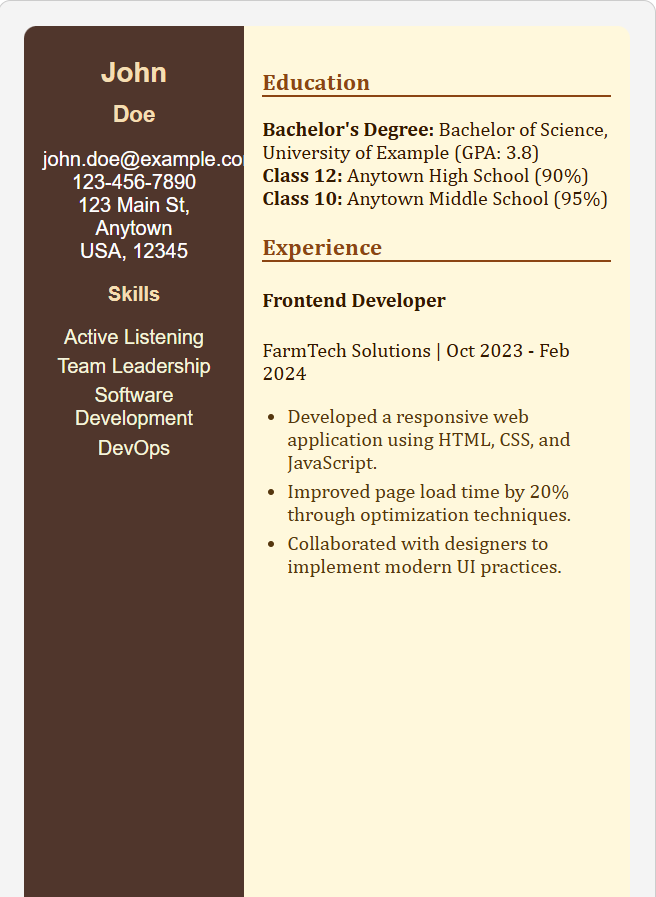 John
Doe
john.doe@example.co
123-456-7890
123 Main St,
Anytown
USA, 12345
Skills
Active Listening
Team Leadership
Software
Development
DevOps
Education
Bachelor's Degree: Bachelor of Science,
University of Example (GPA: 3.8)
Class 12: Anytown High School (90%)
Class 10: Anytown Middle School (95%)
Experience
Frontend Developer
FarmTech Solutions | Oct 2023 - Feb
2024
• Developed a responsive web
application using HTML, CSS, and
JavaScript.
• Improved page load time by 20%
through optimization techniques.
• Collaborated with designers to
implement modern UI practices.